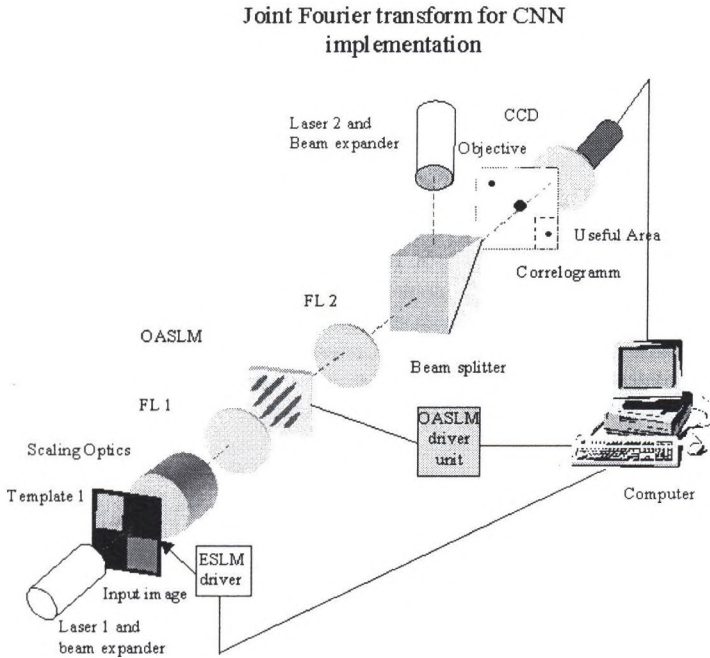 Joint Fourier transform for CNN
implementation
Laser 2 and
Beam expander
CCD
Objective
Useful Area
Correlogramm
FL 2
OASLM
Beam splitter
FL 1
OASLM
driver
unit
Scaling Optics
Computer
Template 1
ESLM
driver
Input image
Laser 1 and
beam expander